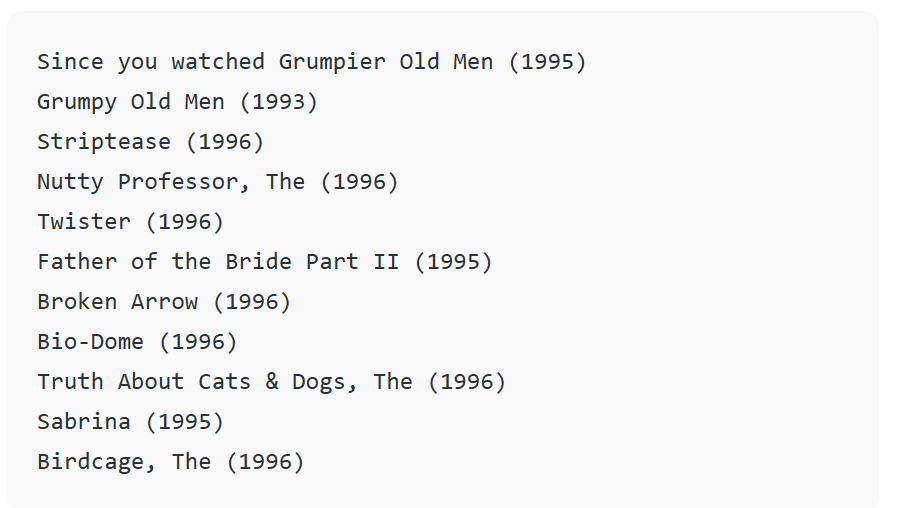 Since you watched Grumpier Old Men (1995)
Grumpy Old Men (1993)
Striptease (1996)
Nutty Professor, The (1996)
Twister (1996)
Father of the Bride Part II (1995)
Broken Arrow (1996)
Bio-Dome (1996)
Truth About Cats & Dogs, The (1996)
Sabrina (1995)
Birdcage, The (1996)